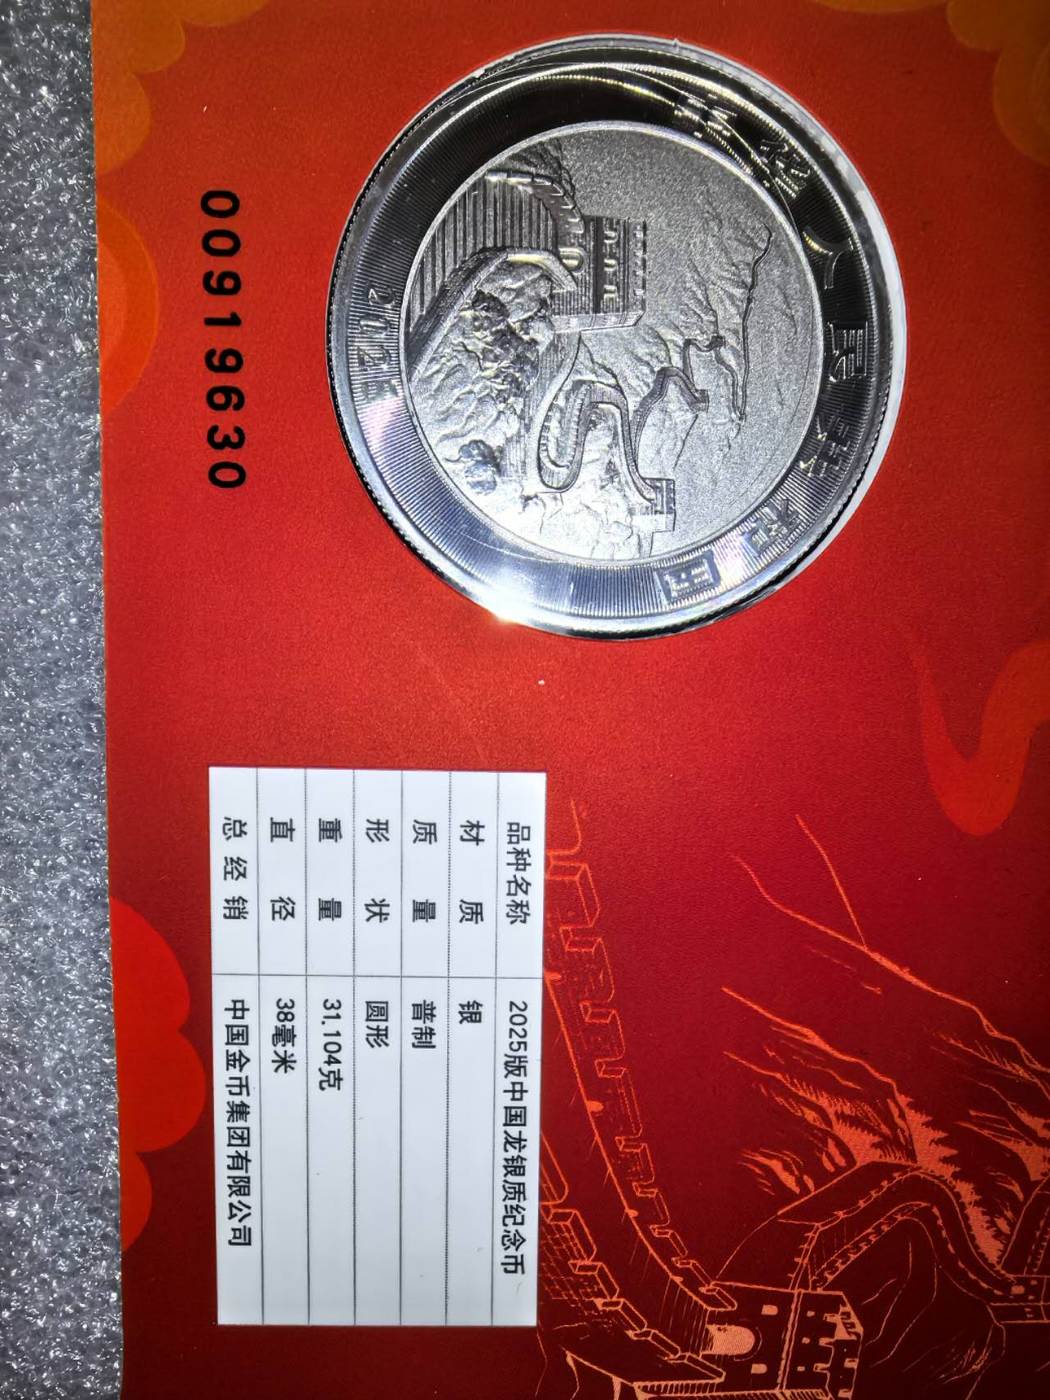 中华人民共和国
2025
00919630
品种名称 2025版中国龙银质纪念币
材质 银
质量 普制
形状 圆形
重量 31.104克
直径 38毫米
总经销 中国金币集团有限公司